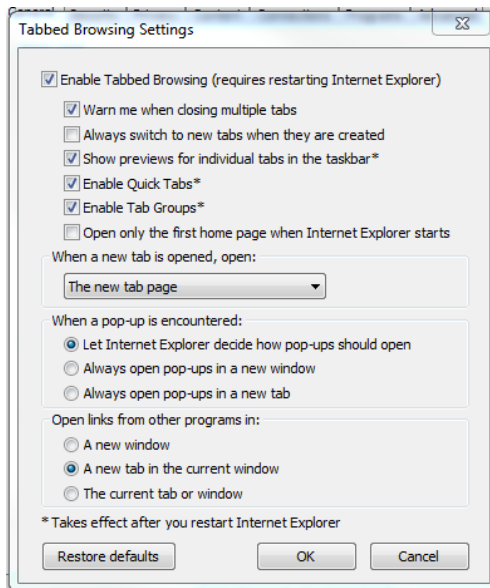 Tabbed Browsing Settings
Enable Tabbed Browsing (requires restarting Internet Explorer)
Warn me when closing multiple tabs
Always switch to new tabs when they are created
Show previews for individual tabs in the taskbar*
Enable Quick Tabs*
Enable Tab Groups*
Open only the first home page when Internet Explorer starts
When a new tab is opened, open:
The new tab page
When a pop-up is encountered:
Let Internet Explorer decide how pop-ups should open
Always open pop-ups in a new window
Always open pop-ups in a new tab
Open links from other programs in:
A new window
A new tab in the current window
The current tab or window
* Takes effect after you restart Internet Explorer
Restore defaults OK Cancel